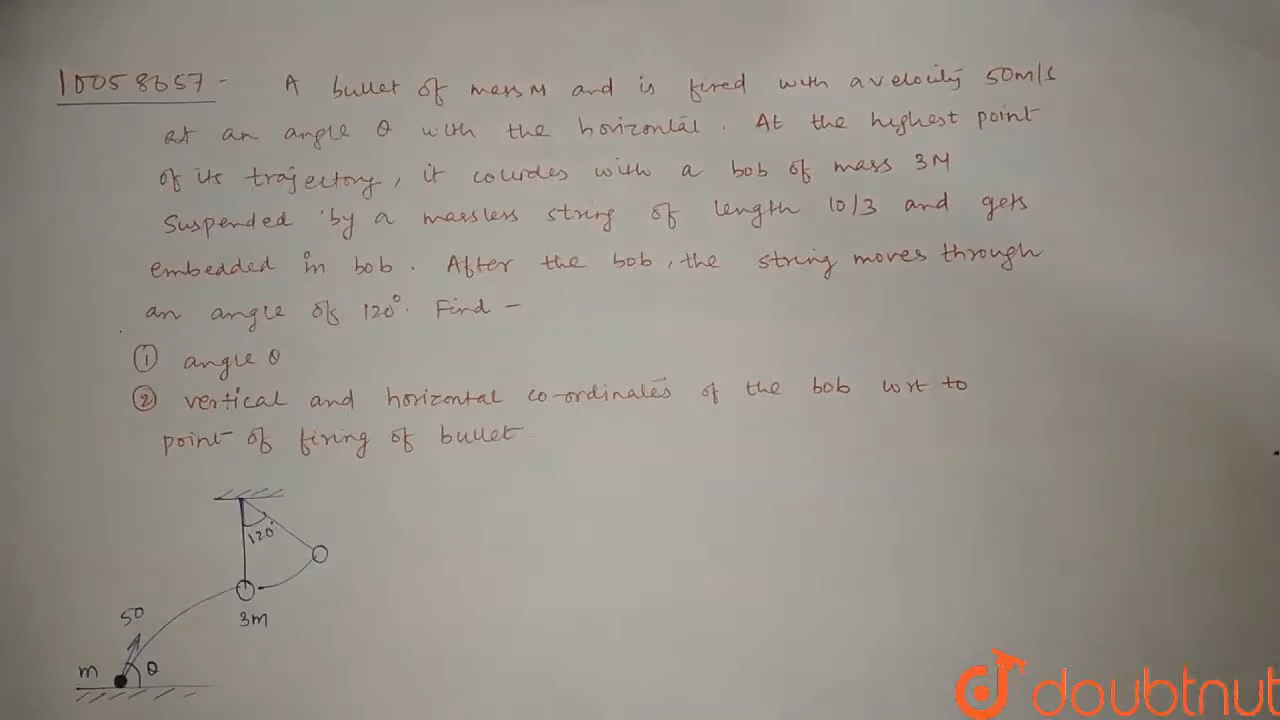 10058657 - A bullet of mass M and is fired with a velocity 50m/s
at an angle θ with the horizontal. At the highest point
of its trajectory, it colides with a bob of mass 3M
Suspended by a massless string of length 10/3 and gets
embedded in bob. After the bob, the string moves through
an angle of 120°. Find -
① angle θ
② vertical and horizontal co-ordinates of the bob wrt to
point of firing of bullet
120°
50
3m
m
θ
doubtnut